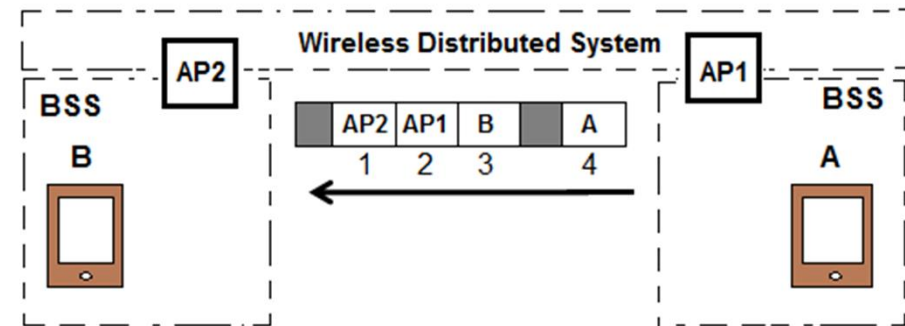 Wireless Distributed System
AP2
AP1
BSS
BSS
AP2 AP1 B A
1 2 3 4
B
A